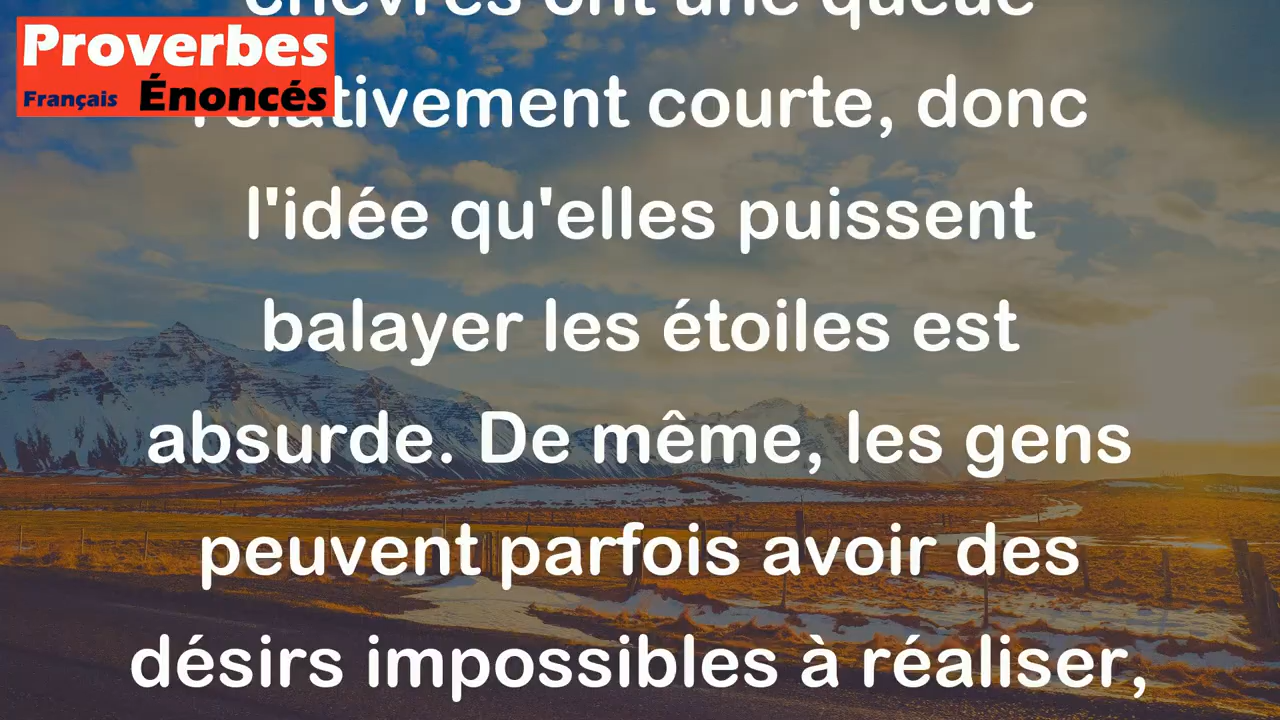 Proverbes
Français Énoncés
chèvres ont une queue
relativement courte, donc
l'idée qu'elles puissent
balayer les étoiles est
absurde. De même, les gens
peuvent parfois avoir des
désirs impossibles à réaliser,